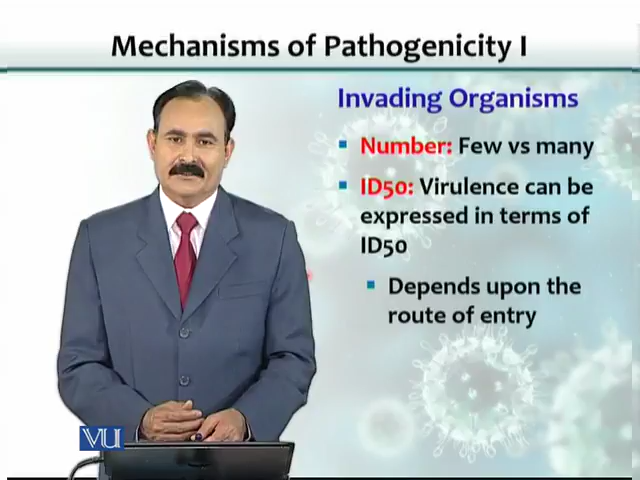 Mechanisms of Pathogenicity I
Invading Organisms
Number: Few vs many
ID50: Virulence can be
expressed in terms of
ID50
Depends upon the
route of entry
VU